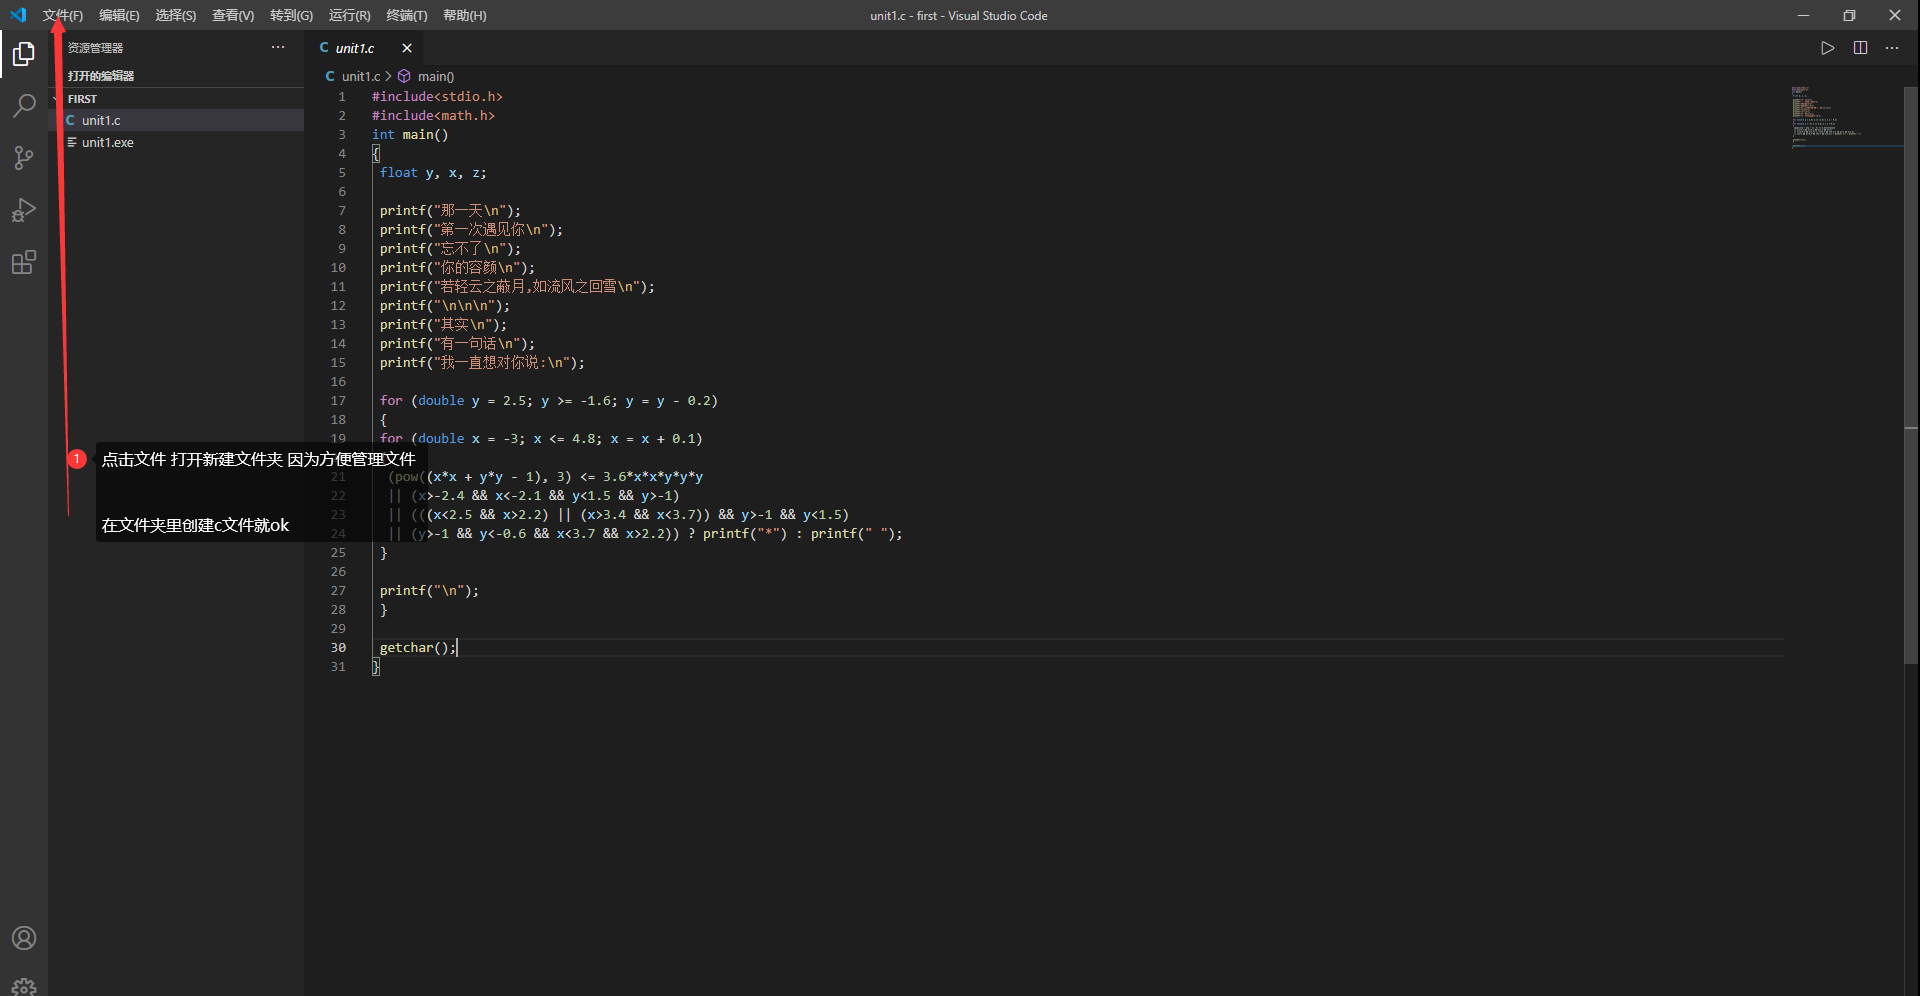 文件(F) 编辑(E) 选择(S) 查看(V) 转到(G) 运行(R) 终端(T) 帮助(H) unit1.c - first - Visual Studio Code
资源管理器
打开的编辑器
FIRST
C unit1.c
unit1.exe
C unit1.c
C unit1.c > main()
1 #include<stdio.h>
2 #include<math.h>
3 int main()
4 {
5 float y, x, z;
6
7 printf("那一天\n");
8 printf("第一次遇见你\n");
9 printf("忘不了\n");
10 printf("你的容颜\n");
11 printf("若轻云之蔽月,如流风之回雪\n");
12 printf("\n\n\n");
13 printf("其实\n");
14 printf("有一句话\n");
15 printf("我一直想对你说:\n");
16
17 for (double y = 2.5; y >= -1.6; y = y - 0.2)
18 {
19 for (double x = -3; x <= 4.8; x = x + 0.1)
21 (pow((x*x + y*y - 1), 3) <= 3.6*x*x*y*y*y
22 || (x>-2.4 && x<-2.1 && y<1.5 && y>-1)
23 || (((x<2.5 && x>2.2) || (x>3.4 && x<3.7)) && y>-1 && y<1.5)
24 || (y>-1 && y<-0.6 && x<3.7 && x>2.2)) ? printf("*") : printf(" ");
25 }
26
27 printf("\n");
28 }
29
30 getchar();
31 }
1 点击文件 打开新建文件夹 因为方便管理文件
在文件夹里创建c文件就ok